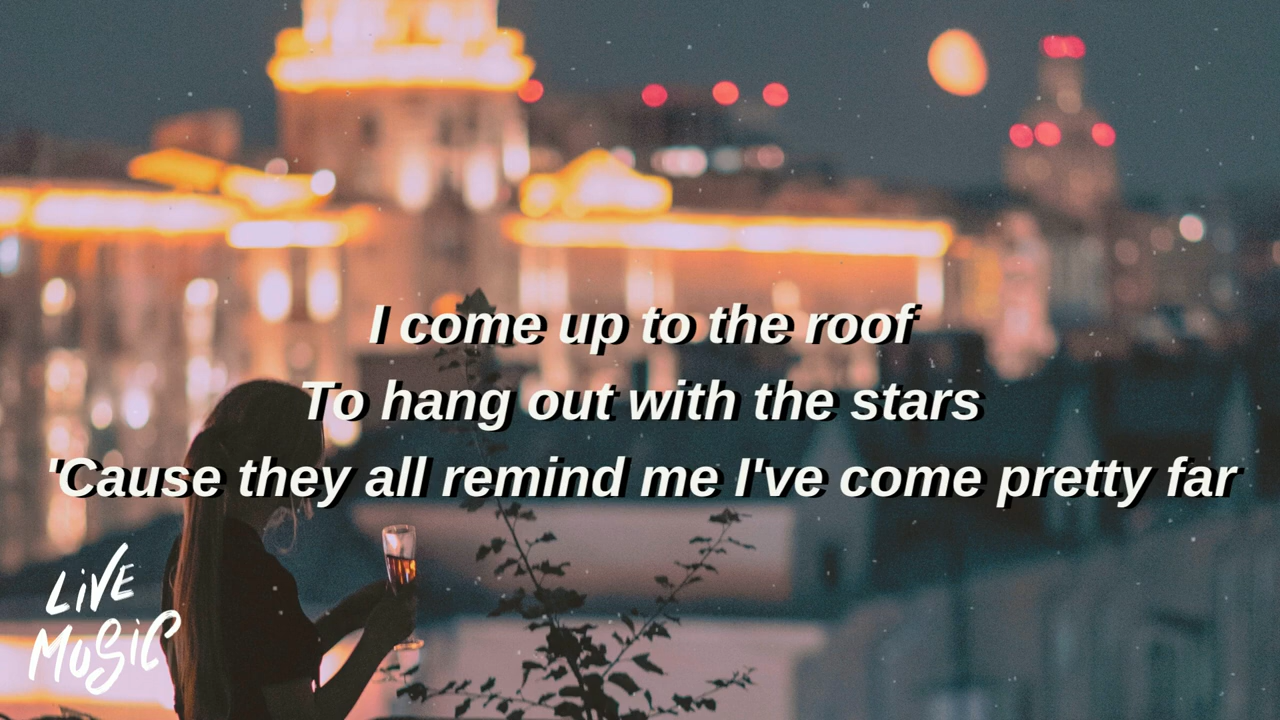 I come up to the roof
To hang out with the stars
'Cause they all remind me I've come pretty far
LiVE
MUSiC